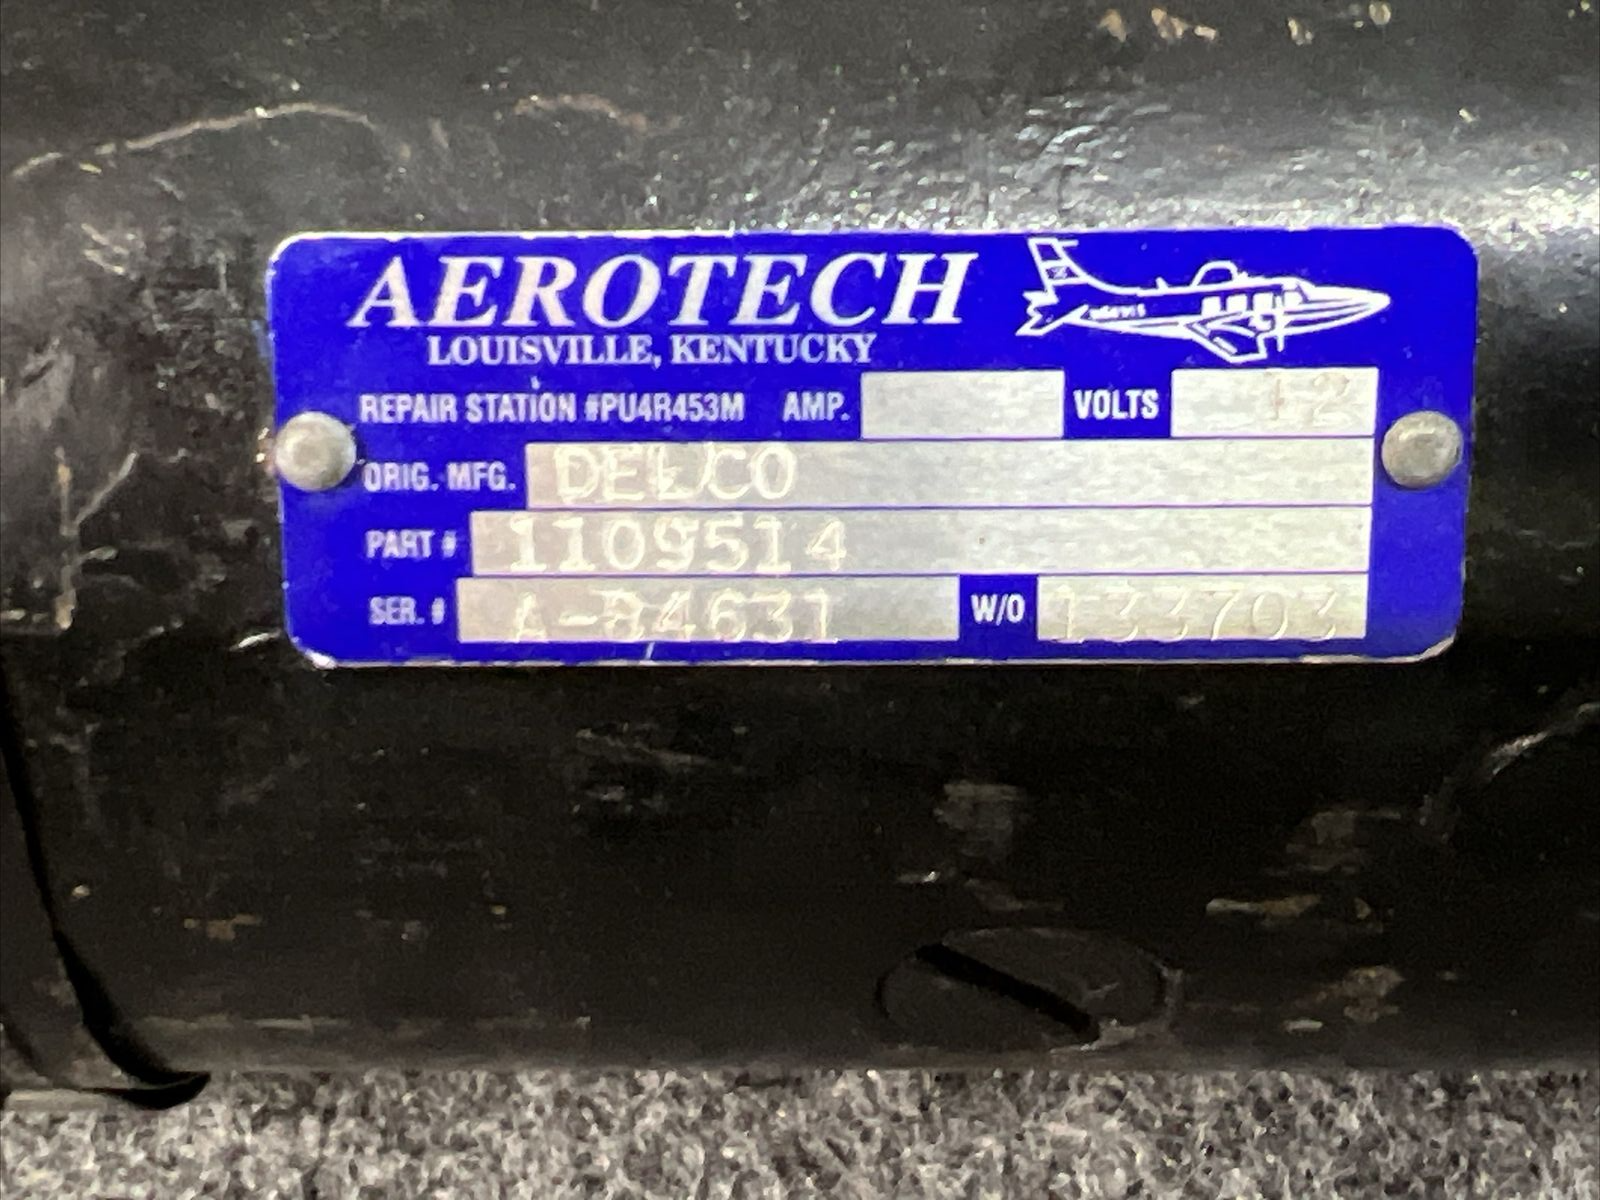 AEROTECH
LOUISVILLE, KENTUCKY
REPAIR STATION #PU4R453M AMP. VOLTS 12
ORIG. MFG. DELCO
PART # 1109514
SER. # A-84631 W/O 133703